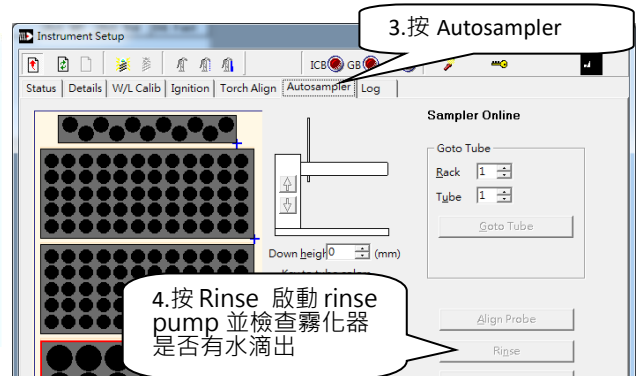 Instrument Setup
3.按 Autosampler
ICB GB
Status Details W/L Calib Ignition Torch Align Autosampler Log
Sampler Online
Goto Tube
Rack 1
Tube 1
Goto Tube
Down heigh 0 (mm)
4.按 Rinse 啟動 rinse
pump 並檢查霧化器
是否有水滴出
Align Probe
Rinse